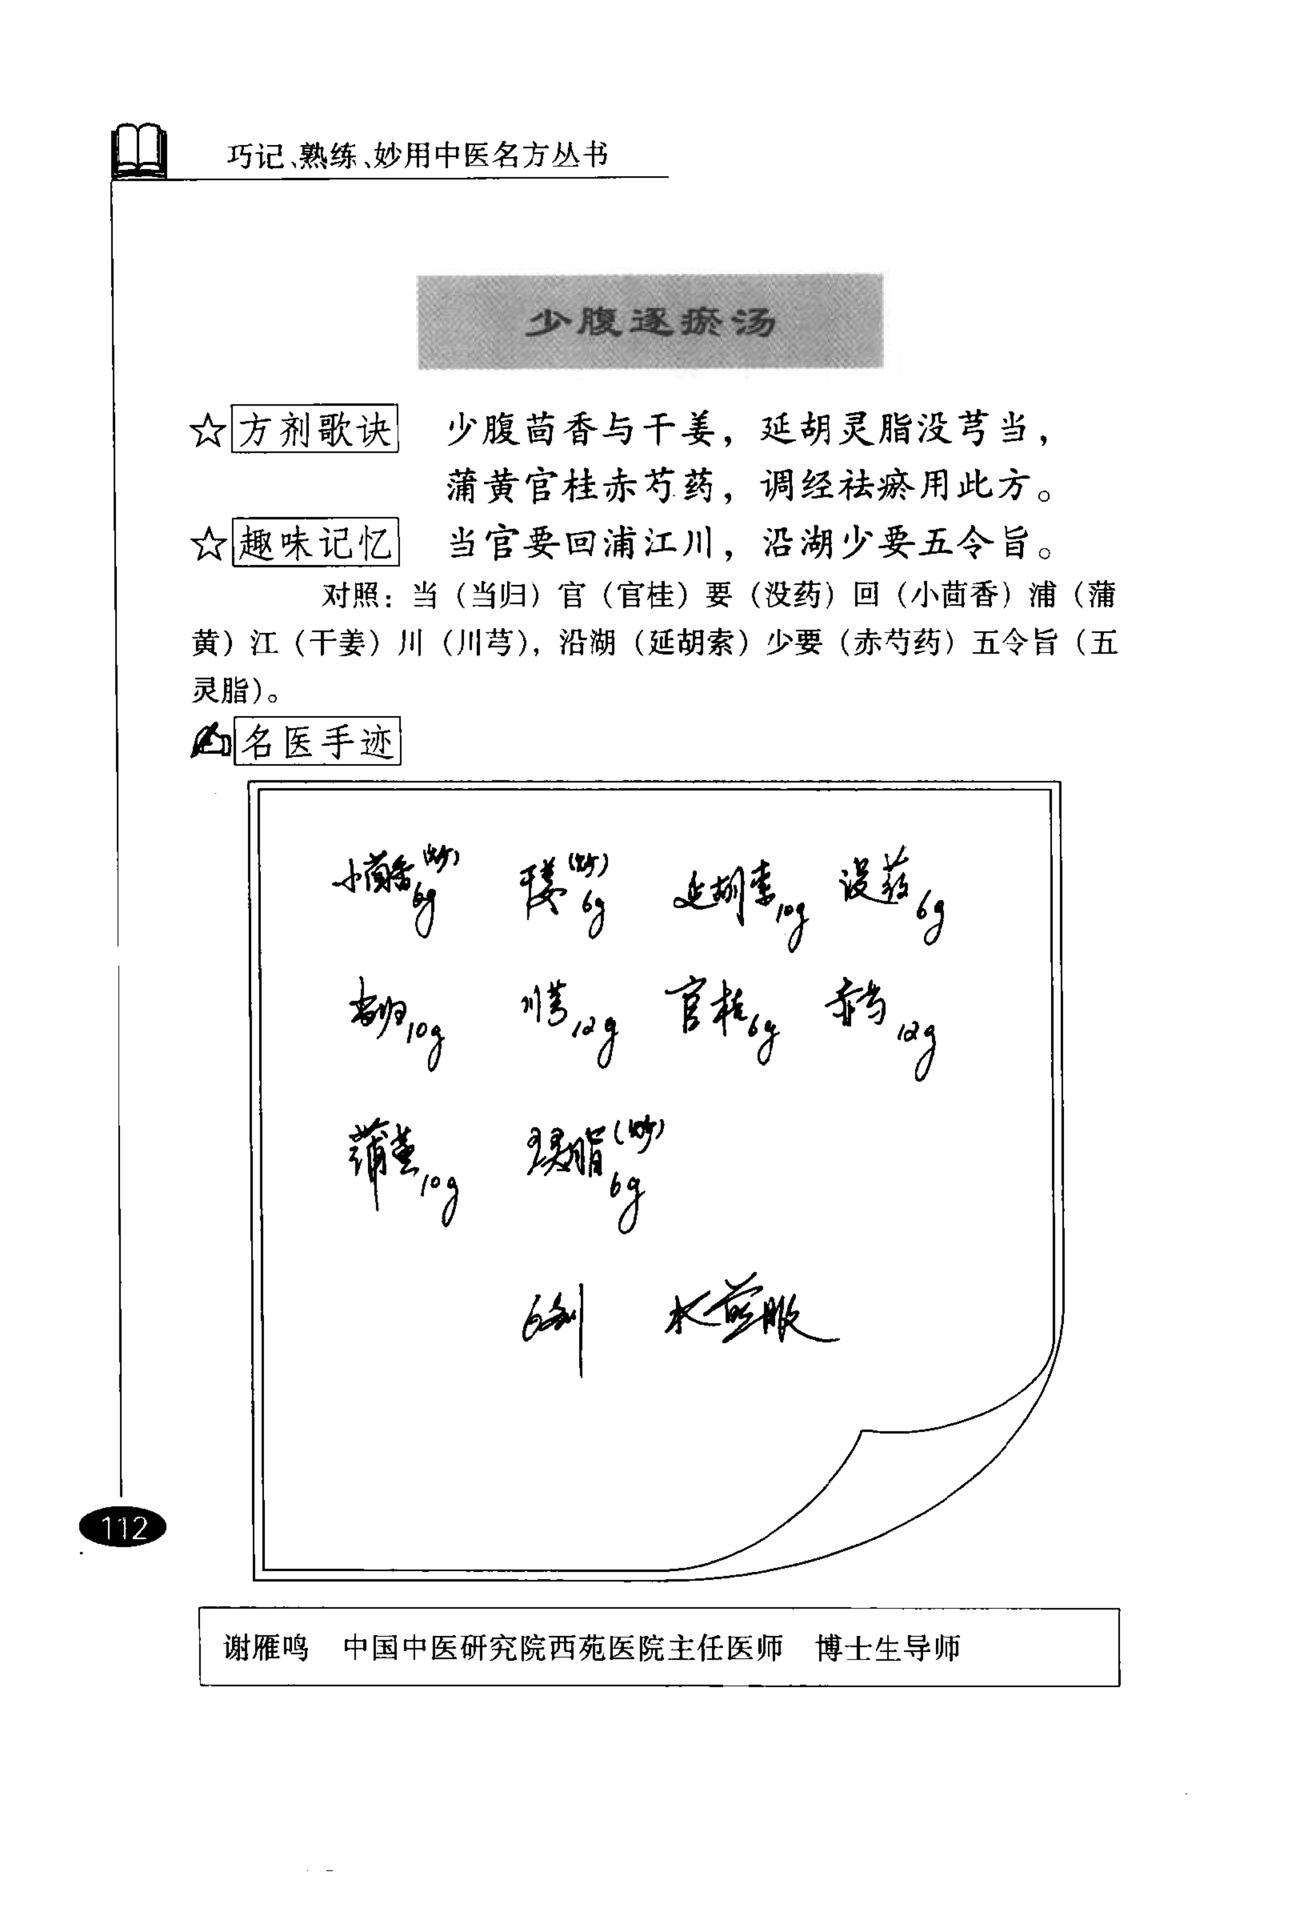 巧记、熟练、妙用中医名方丛书
少腹逐瘀汤
☆方剂歌诀 少腹茴香与干姜，延胡灵脂没芎当，
蒲黄官桂赤芍药，调经祛瘀用此方。
☆趣味记忆 当官要回浦江川，沿湖少要五令旨。
对照：当（当归）官（官桂）要（没药）回（小茴香）浦（蒲
黄）江（干姜）川（川芎），沿湖（延胡索）少要（赤芍药）五令旨（五
灵脂）。
名医手迹
小茴香(炒)6g 干姜(炒)6g 延胡索10g 没药6g
当归10g 川芎12g 官桂6g 赤芍12g
蒲黄10g 五灵脂(炒)6g
6剂 水煎服
112
谢雁鸣 中国中医研究院西苑医院主任医师 博士生导师